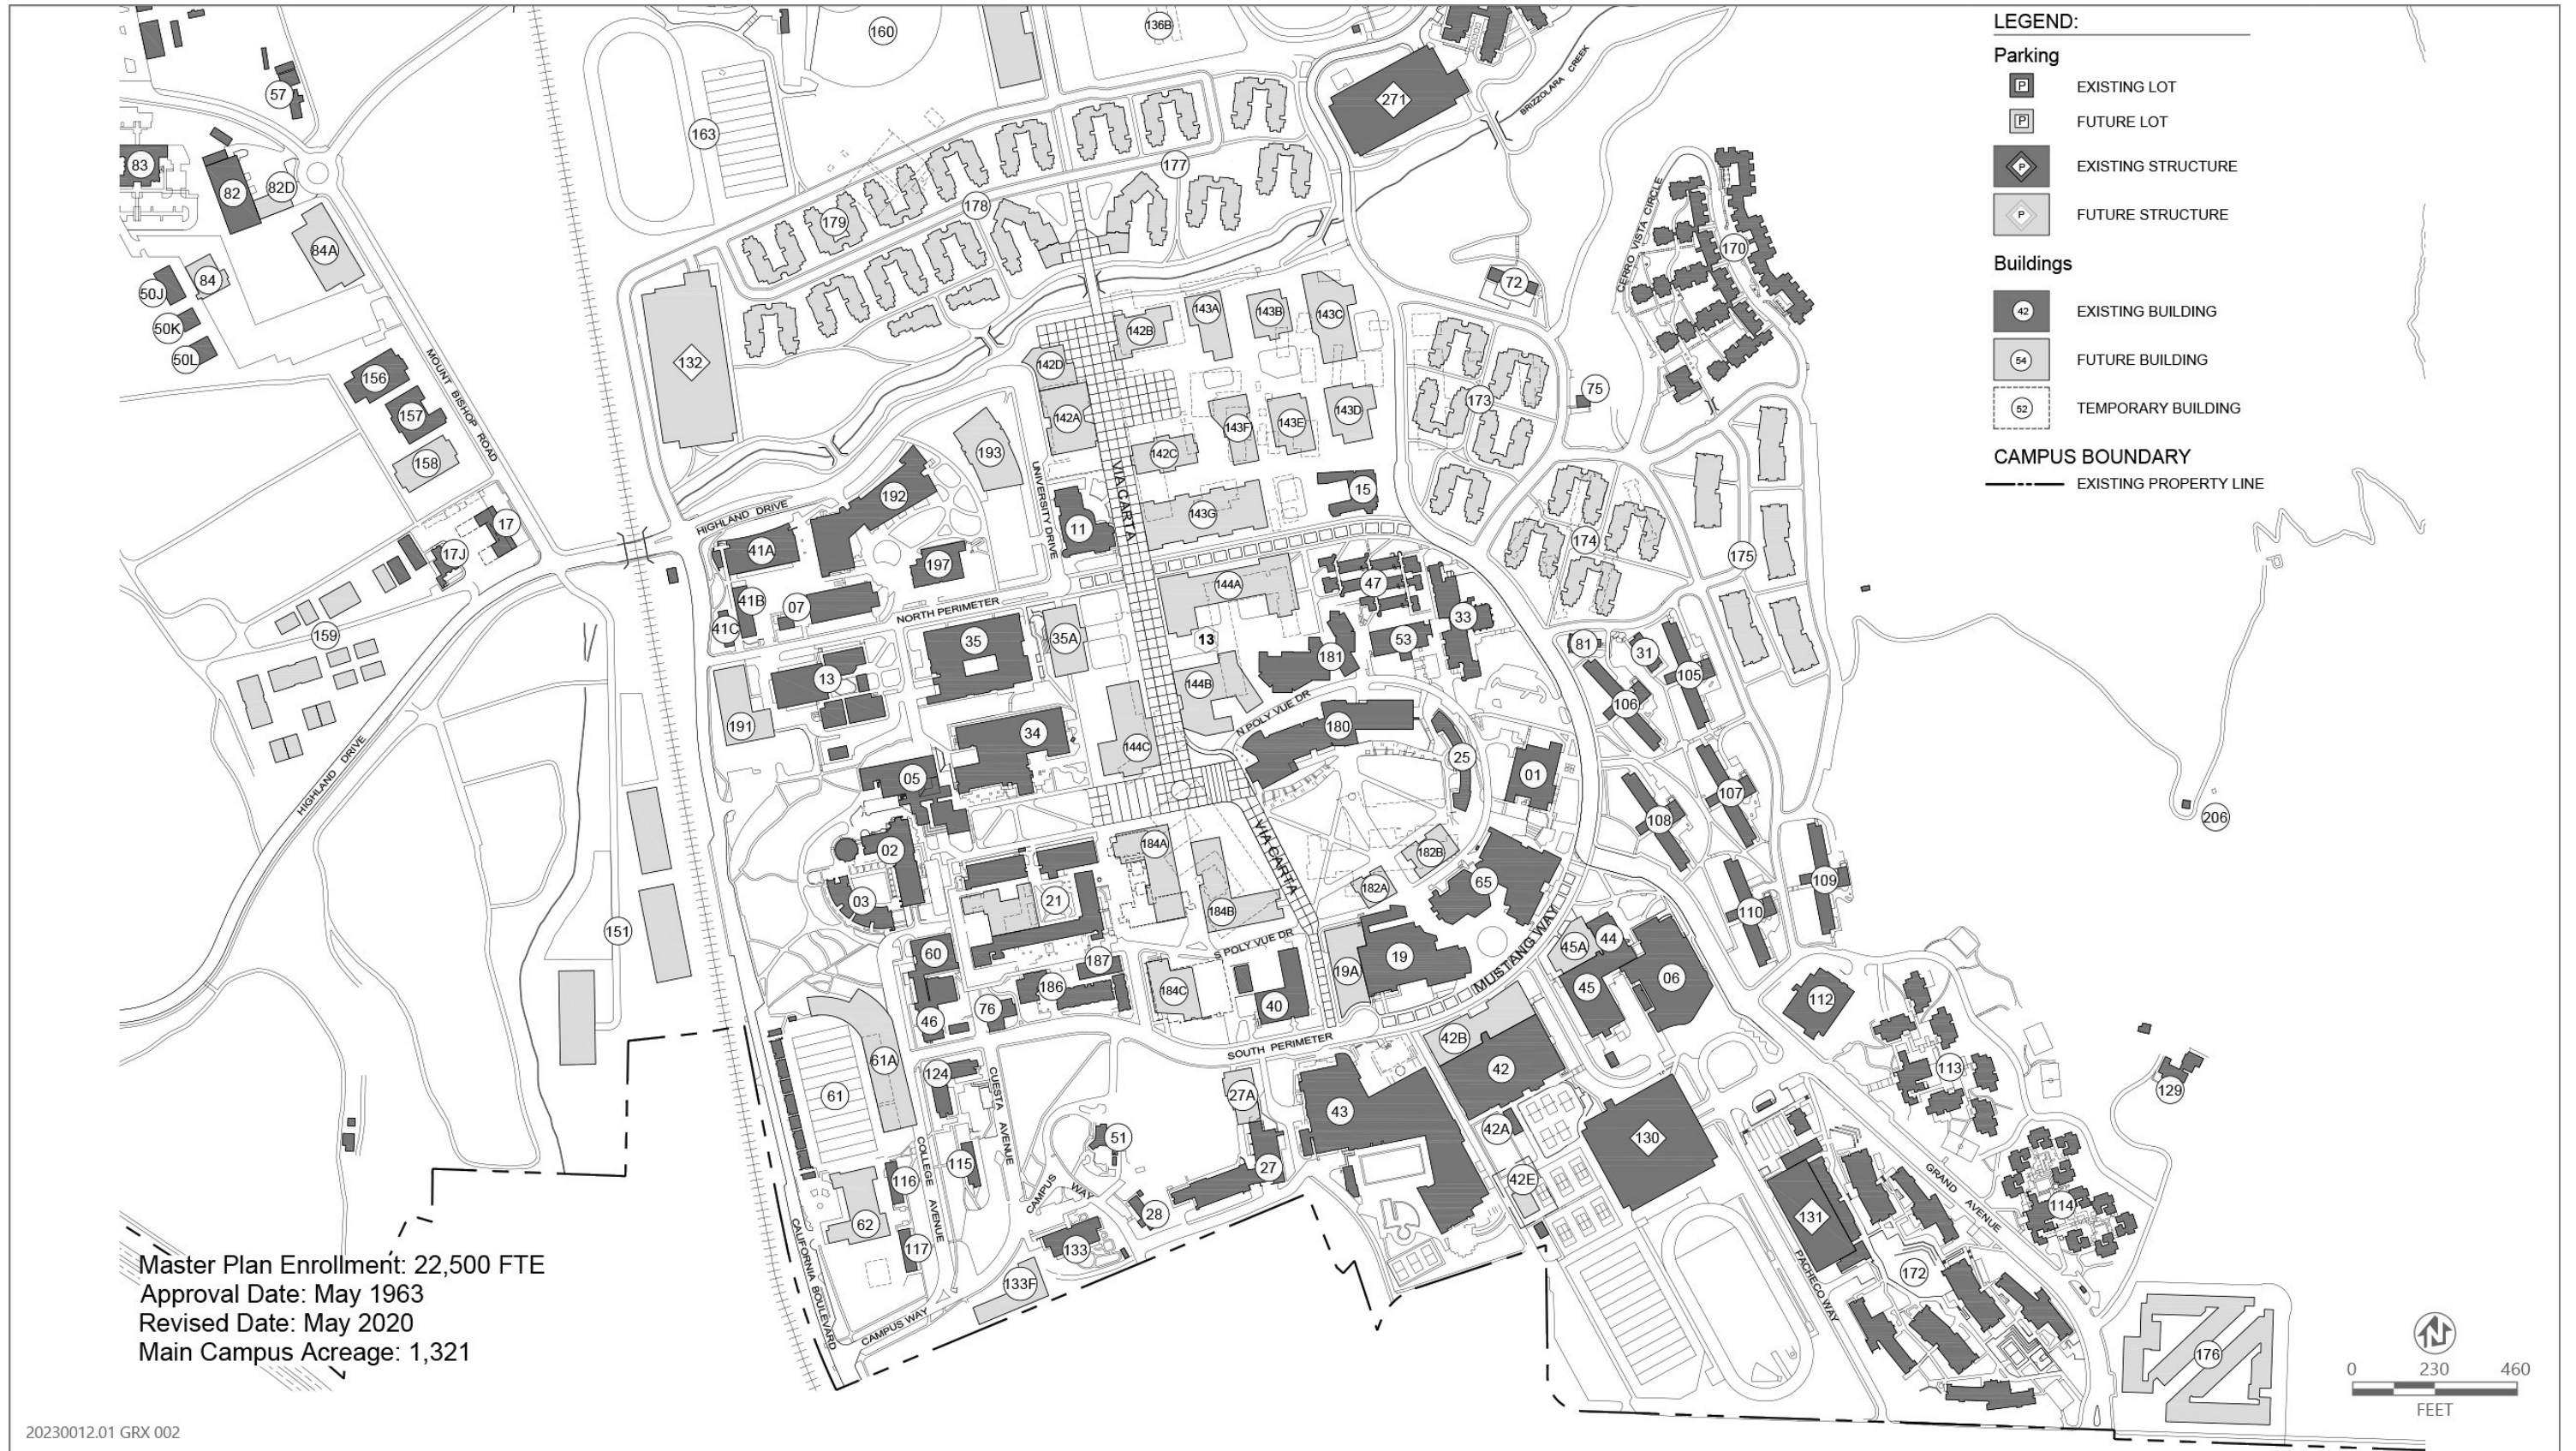 LEGEND:
Parking
P EXISTING LOT
P FUTURE LOT
P EXISTING STRUCTURE
P FUTURE STRUCTURE
Buildings
42 EXISTING BUILDING
54 FUTURE BUILDING
52 TEMPORARY BUILDING
CAMPUS BOUNDARY
EXISTING PROPERTY LINE
160
136B
57
271
BRIZZOLARA CREEK
163
83
82
82D
177
179
178
CERRO VISTA CIRCLE
170
84A
84
50J
50K
50L
72
143A
143B
143C
142B
142D
132
MOUNT BISHOP ROAD
156
157
158
142A
143F
143E
143D
173
75
193
142C
UNIVERSITY DRIVE
VIA CARTA
192
15
HIGHLAND DRIVE
11
143G
17
17J
41A
197
174
175
41B
07
NORTH PERIMETER
144A
47
33
41C
159
35
35A
13
53
81
31
181
13
144B
105
106
191
N POLY VUE DR
34
144C
180
25
01
HIGHLAND DRIVE
05
107
108
206
02
184A
VIA CARTA
182B
109
03
21
182A
65
184B
110
151
S POLY VUE DR
45A
44
MUSTANG WAY
60
187
19A
19
06
186
184C
40
45
112
46
76
42B
SOUTH PERIMETER
61A
124
42
113
61
CUESTA AVENUE
27A
43
129
51
42A
130
COLLEGE AVENUE
115
116
27
42E
GRAND AVENUE
CAMPUS WAY
114
28
62
131
117
133
172
CALIFORNIA BOULEVARD
PACHECO WAY
133F
CAMPUS WAY
176
Master Plan Enrollment: 22,500 FTE
Approval Date: May 1963
Revised Date: May 2020
Main Campus Acreage: 1,321
N
0 230 460
FEET
20230012.01 GRX 002